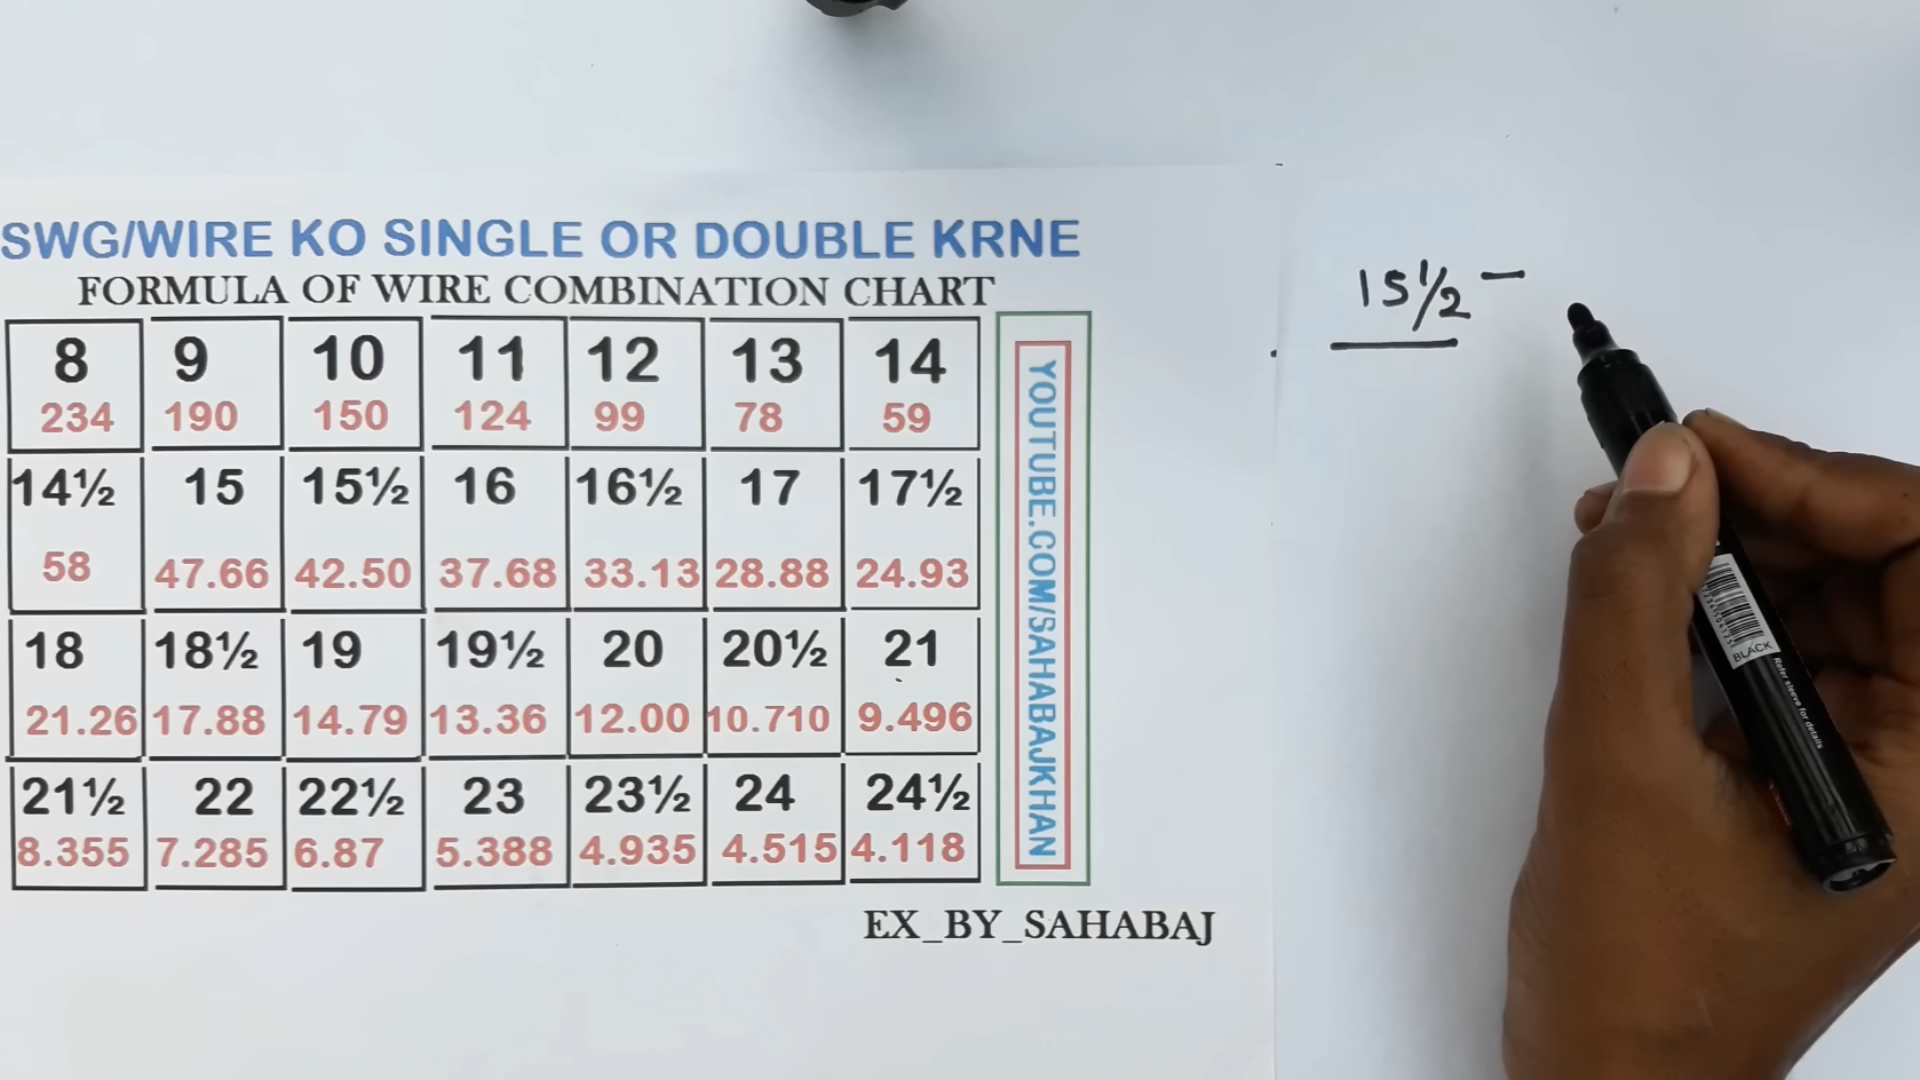 SWG/WIRE KO SINGLE OR DOUBLE KRNE
FORMULA OF WIRE COMBINATION CHART
8 9 10 11 12 13 14
234 190 150 124 99 78 59
14½ 15 15½ 16 16½ 17 17½
58 47.66 42.50 37.68 33.13 28.88 24.93
18 18½ 19 19½ 20 20½ 21
21.26 17.88 14.79 13.36 12.00 10.710 9.496
21½ 22 22½ 23 23½ 24 24½
8.355 7.285 6.87 5.388 4.935 4.515 4.118
YOUTUBE.COM/SAHABAJKHAN
EX_BY_SAHABAJ
15½ –
BLACK
Refer sleeve for details